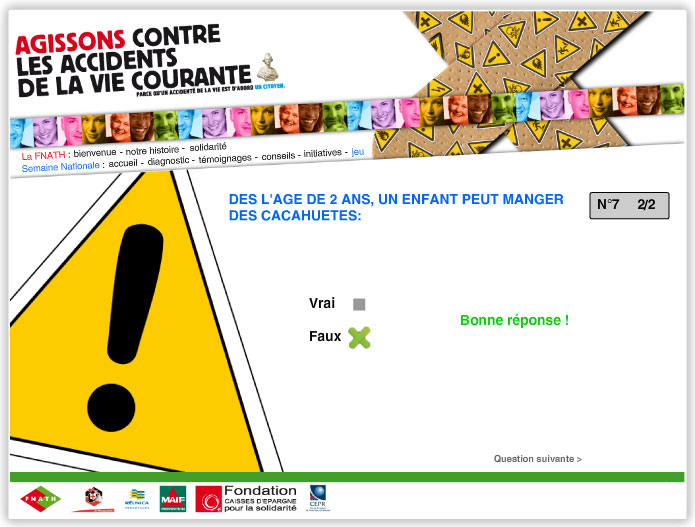 AGISSONS CONTRE
LES ACCIDENTS
DE LA VIE COURANTE
PARCE QU'UN ACCIDENTÉ DE LA VIE EST D'ABORD UN CITOYEN.
La FNATH : bienvenue - notre histoire - solidarité
Semaine Nationale : accueil - diagnostic - témoignages - conseils - initiatives - jeu
DES L'AGE DE 2 ANS, UN ENFANT PEUT MANGER
DES CACAHUETES:
N°7 2/2
Vrai
Faux
Bonne réponse !
Question suivante >
FNATH
REUNICA
MAIF
Fondation
CAISSES D'EPARGNE
pour la solidarité
CEPR